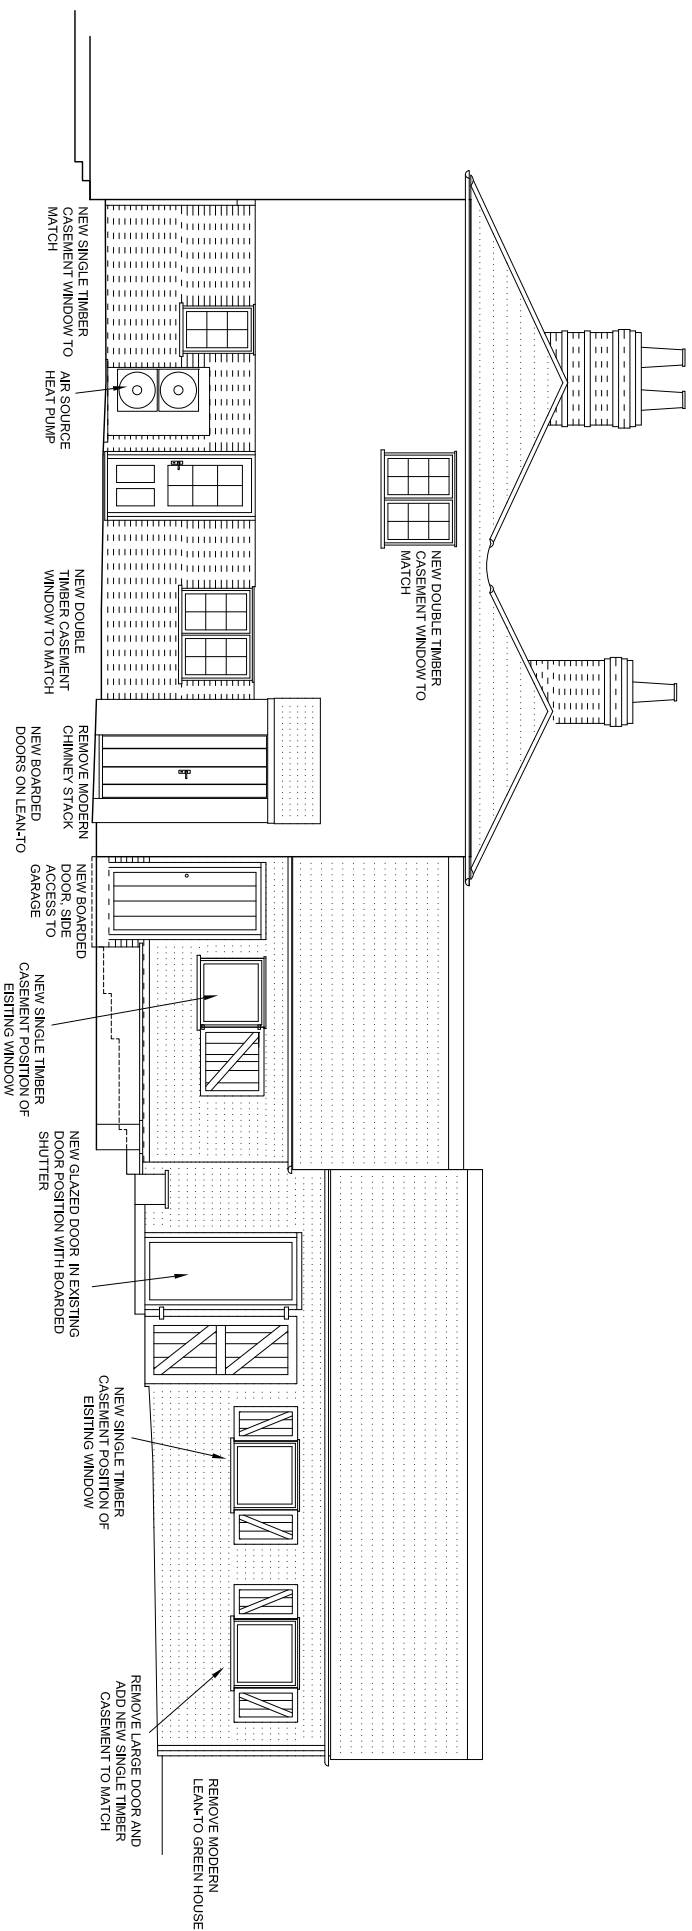 NEW SINGLE TIMBER
CASEMENT WINDOW TO
MATCH
AIR SOURCE
HEAT PUMP
NEW DOUBLE TIMBER
CASEMENT WINDOW TO
MATCH
NEW DOUBLE
TIMBER CASEMENT
WINDOW TO MATCH
REMOVE MODERN
CHIMNEY STACK
NEW BOARDED
DOORS ON LEAN-TO
NEW BOARDED
DOOR, SIDE
ACCESS TO
GARAGE
NEW SINGLE TIMBER
CASEMENT POSITION OF
EISITING WINDOW
NEW GLAZED DOOR IN EXISTING
DOOR POSITION WITH BOARDED
SHUTTER
NEW SINGLE TIMBER
CASEMENT POSITION OF
EISITING WINDOW
REMOVE LARGE DOOR AND
ADD NEW SINGLE TIMBER
CASEMENT TO MATCH
REMOVE MODERN
LEAN-TO GREEN HOUSE